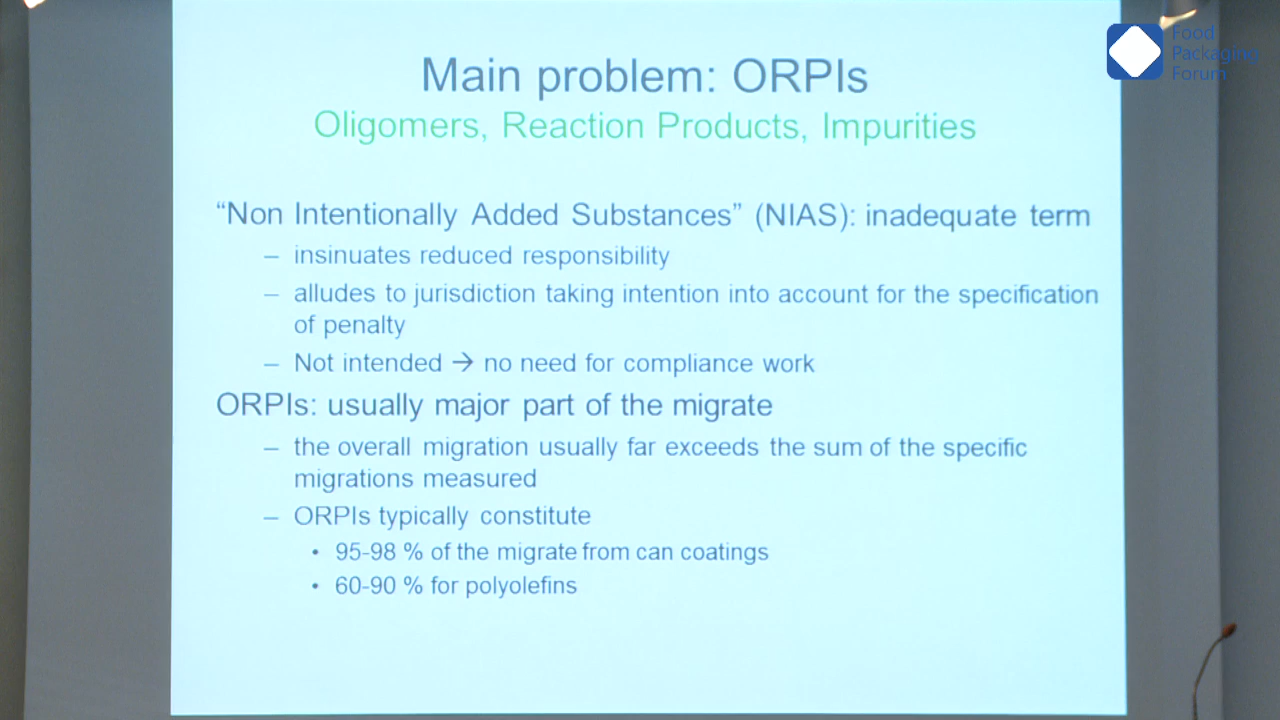 Main problem: ORPIs
Oligomers, Reaction Products, Impurities
“Non Intentionally Added Substances” (NIAS): inadequate term
– insinuates reduced responsibility
– alludes to jurisdiction taking intention into account for the specification
of penalty
– Not intended → no need for compliance work
ORPIs: usually major part of the migrate
– the overall migration usually far exceeds the sum of the specific
migrations measured
– ORPIs typically constitute
• 95-98 % of the migrate from can coatings
• 60-90 % for polyolefins
Food
Packaging
Forum